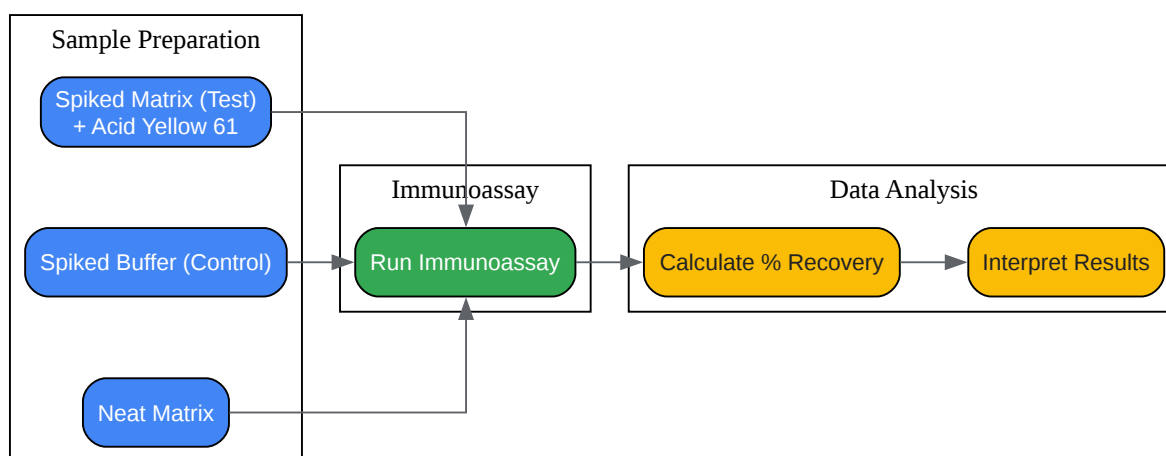 Sample Preparation
Spiked Matrix (Test)
+ Acid Yellow 61
Spiked Buffer (Control)
Neat Matrix
Immunoassay
Run Immunoassay
Data Analysis
Calculate % Recovery
Interpret Results